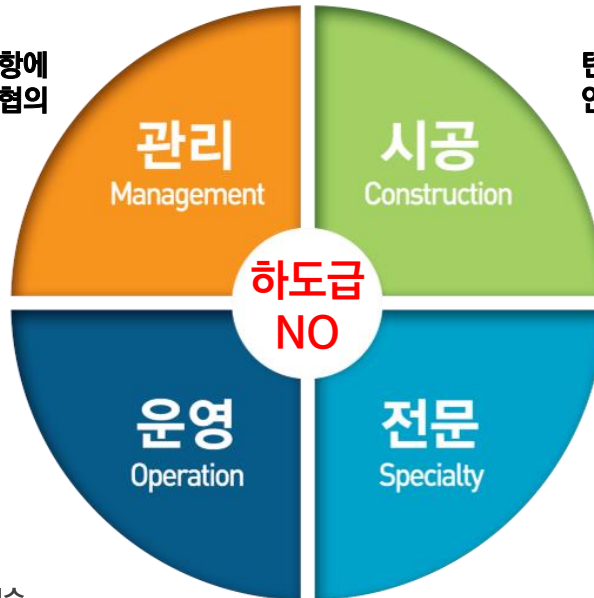 항에
협의
관리
Management
시공
Construction
하도급
NO
운영
Operation
전문
Specialty